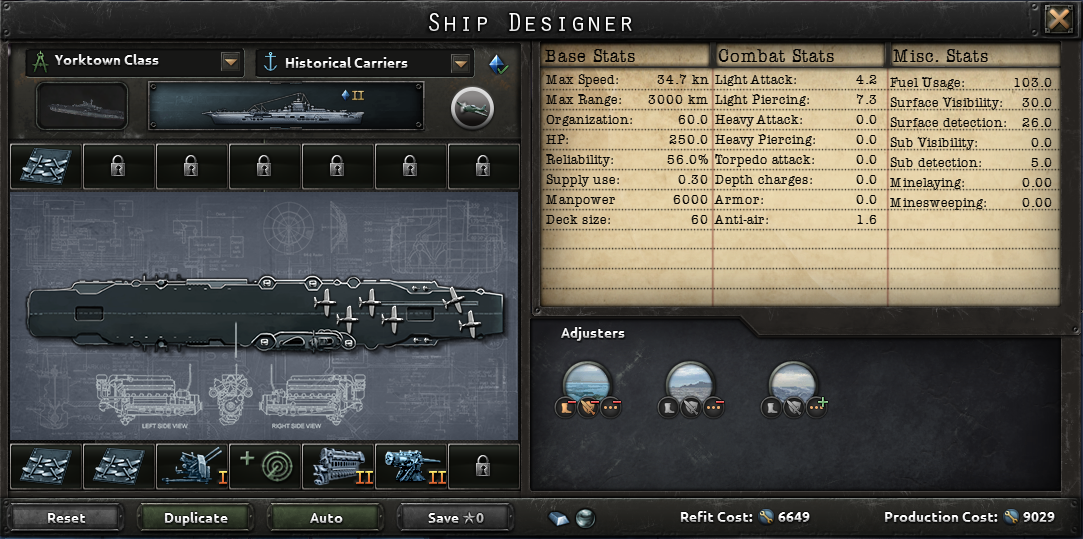 SHIP DESIGNER
Yorktown Class
Historical Carriers
II
Base Stats
Max Speed: 34.7 kn
Max Range: 3000 km
Organization: 60.0
HP: 250.0
Reliability: 56.0%
Supply use: 0.30
Manpower 6000
Deck size: 60
Combat Stats
Light Attack: 4.2
Light Piercing: 7.3
Heavy Attack: 0.0
Heavy Piercing: 0.0
Torpedo attack: 0.0
Depth charges: 0.0
Armor: 0.0
Anti-air: 1.6
Misc. Stats
Fuel Usage: 103.0
Surface Visibility: 30.0
Surface detection: 26.0
Sub Visibility: 0.0
Sub detection: 5.0
Minelaying: 0.00
Minesweeping: 0.00
LEFT SIDE VIEW
RIGHT SIDE VIEW
Adjusters
I
II
II
Reset
Duplicate
Auto
Save ★0
Refit Cost: 6649
Production Cost: 9029